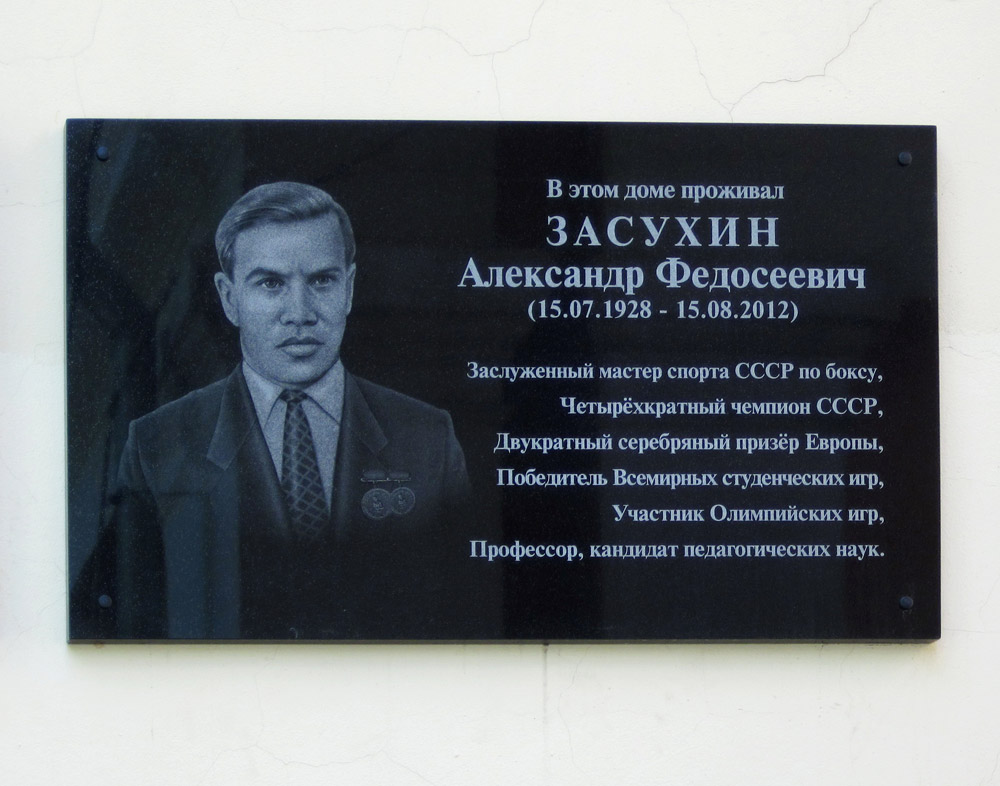 В этом доме проживал
ЗАСУХИН
Александр Федосеевич
(15.07.1928 - 15.08.2012)
Заслуженный мастер спорта СССР по боксу,
Четырёхкратный чемпион СССР,
Двукратный серебряный призёр Европы,
Победитель Всемирных студенческих игр,
Участник Олимпийских игр,
Профессор, кандидат педагогических наук.